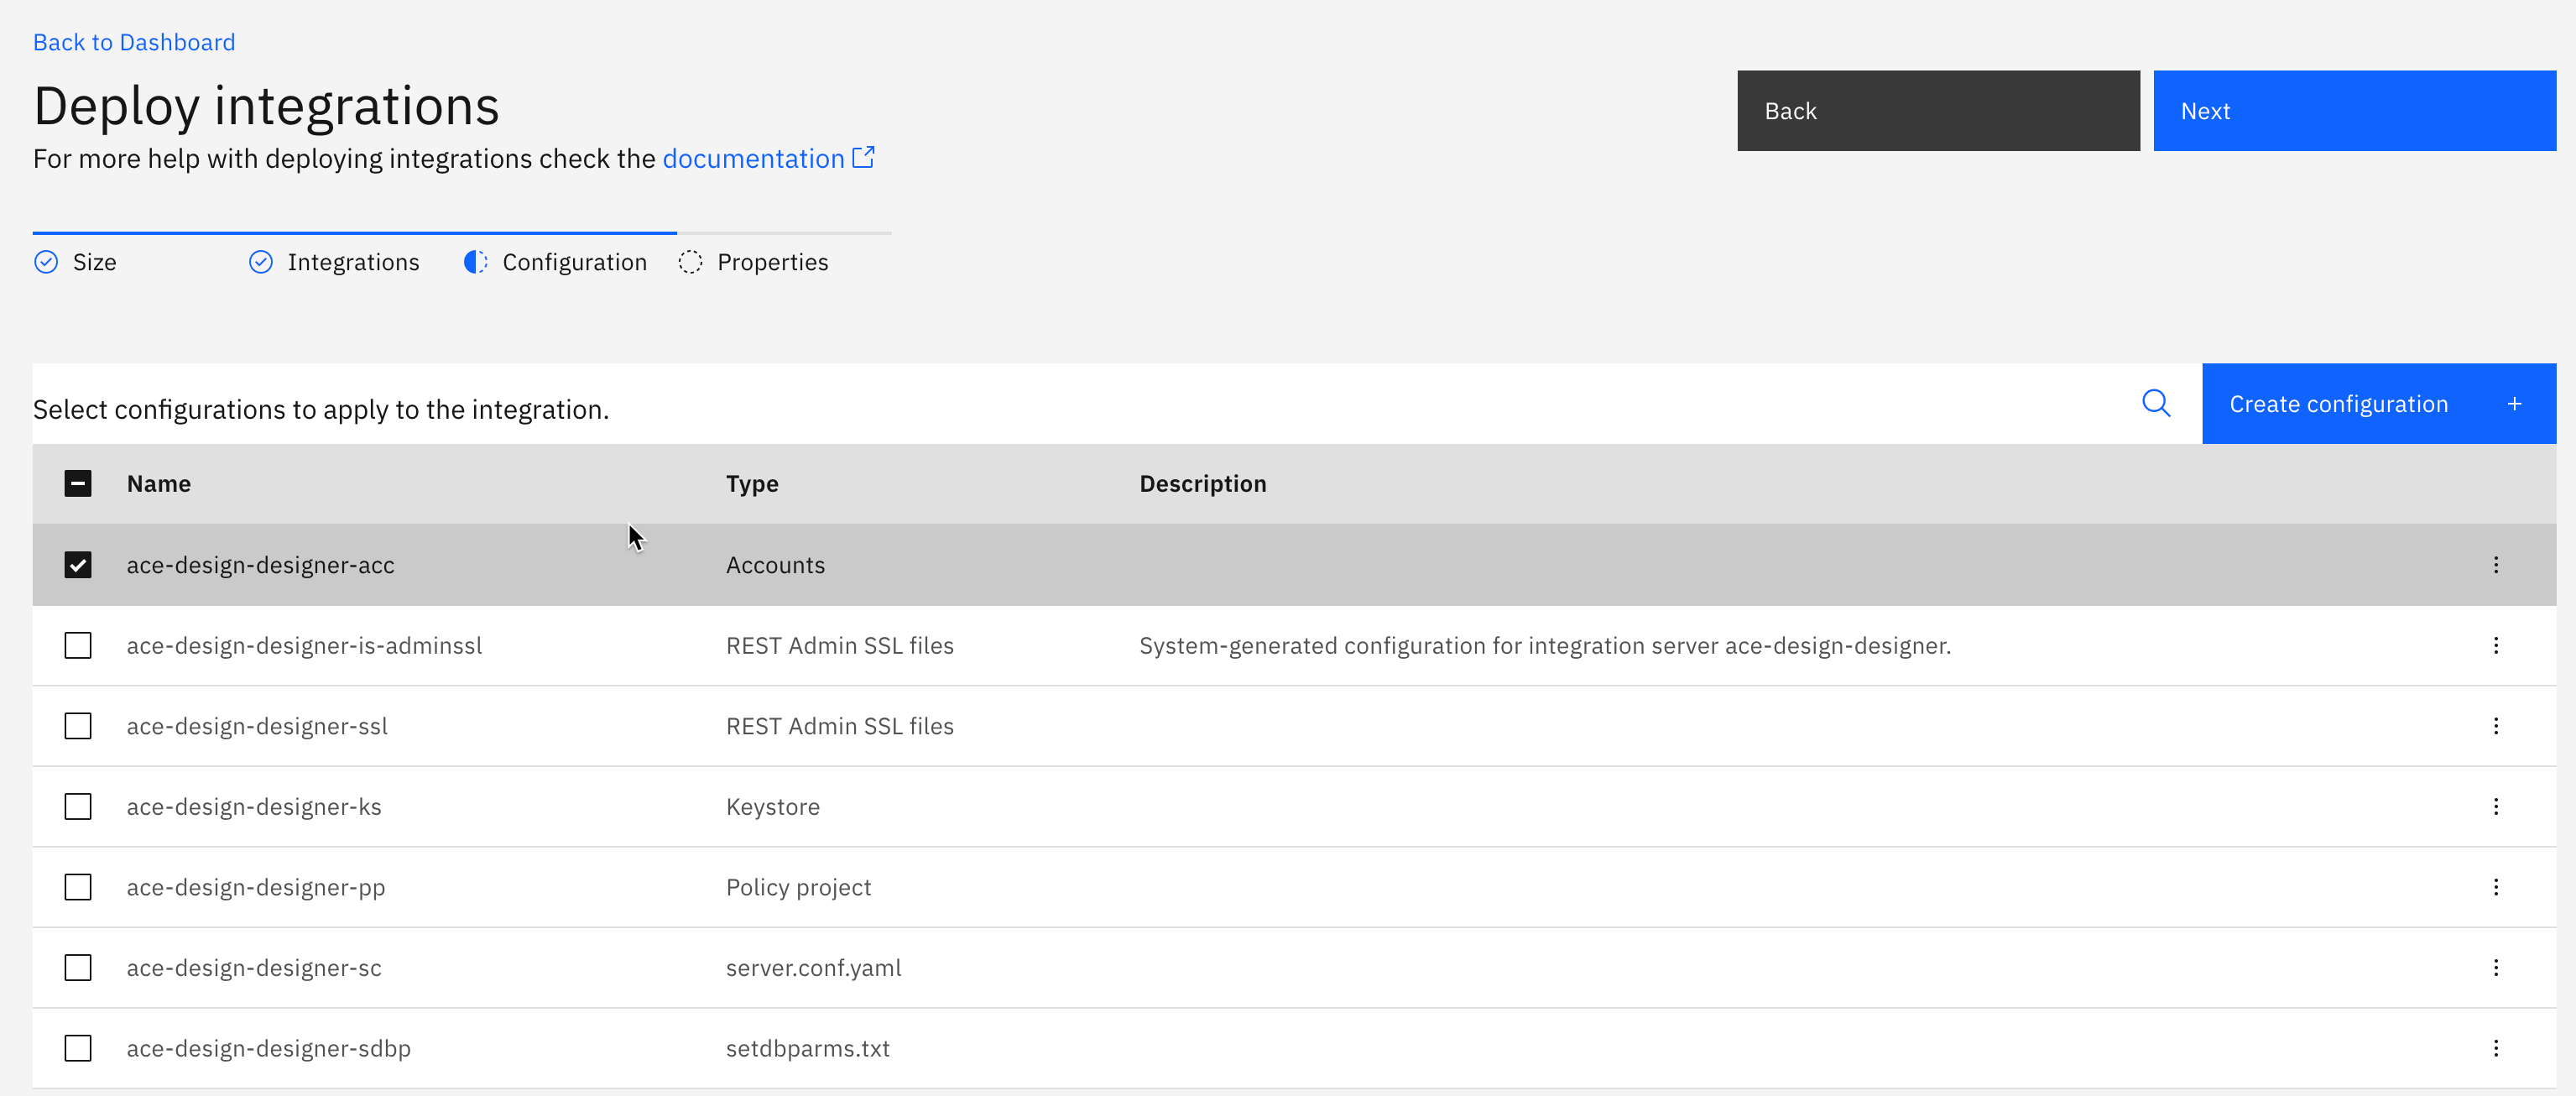 Back to Dashboard
Deploy integrations
For more help with deploying integrations check the documentation
Back
Next
Size
Integrations
Configuration
Properties
Select configurations to apply to the integration.
Create configuration +
Name Type Description
ace-design-designer-acc Accounts
ace-design-designer-is-adminssl REST Admin SSL files System-generated configuration for integration server ace-design-designer.
ace-design-designer-ssl REST Admin SSL files
ace-design-designer-ks Keystore
ace-design-designer-pp Policy project
ace-design-designer-sc server.conf.yaml
ace-design-designer-sdbp setdbparms.txt